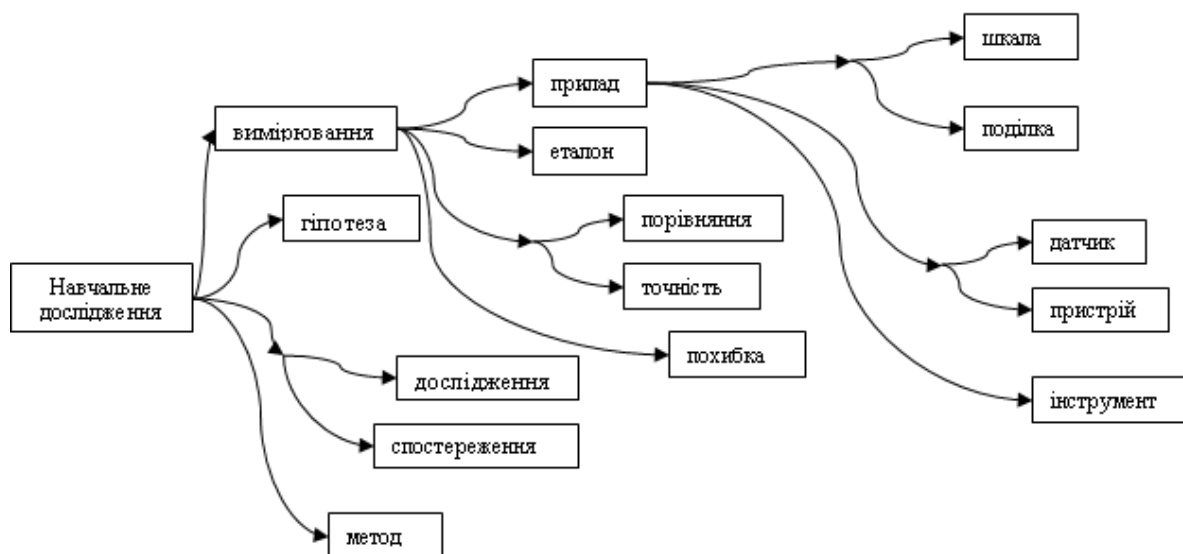 шкала
прилад
вимірювання
поділка
еталон
гіпотеза
порівняння
датчик
Навчальне
дослідження
точність
пристрій
похибка
дослідження
інструмент
спостереження
метод